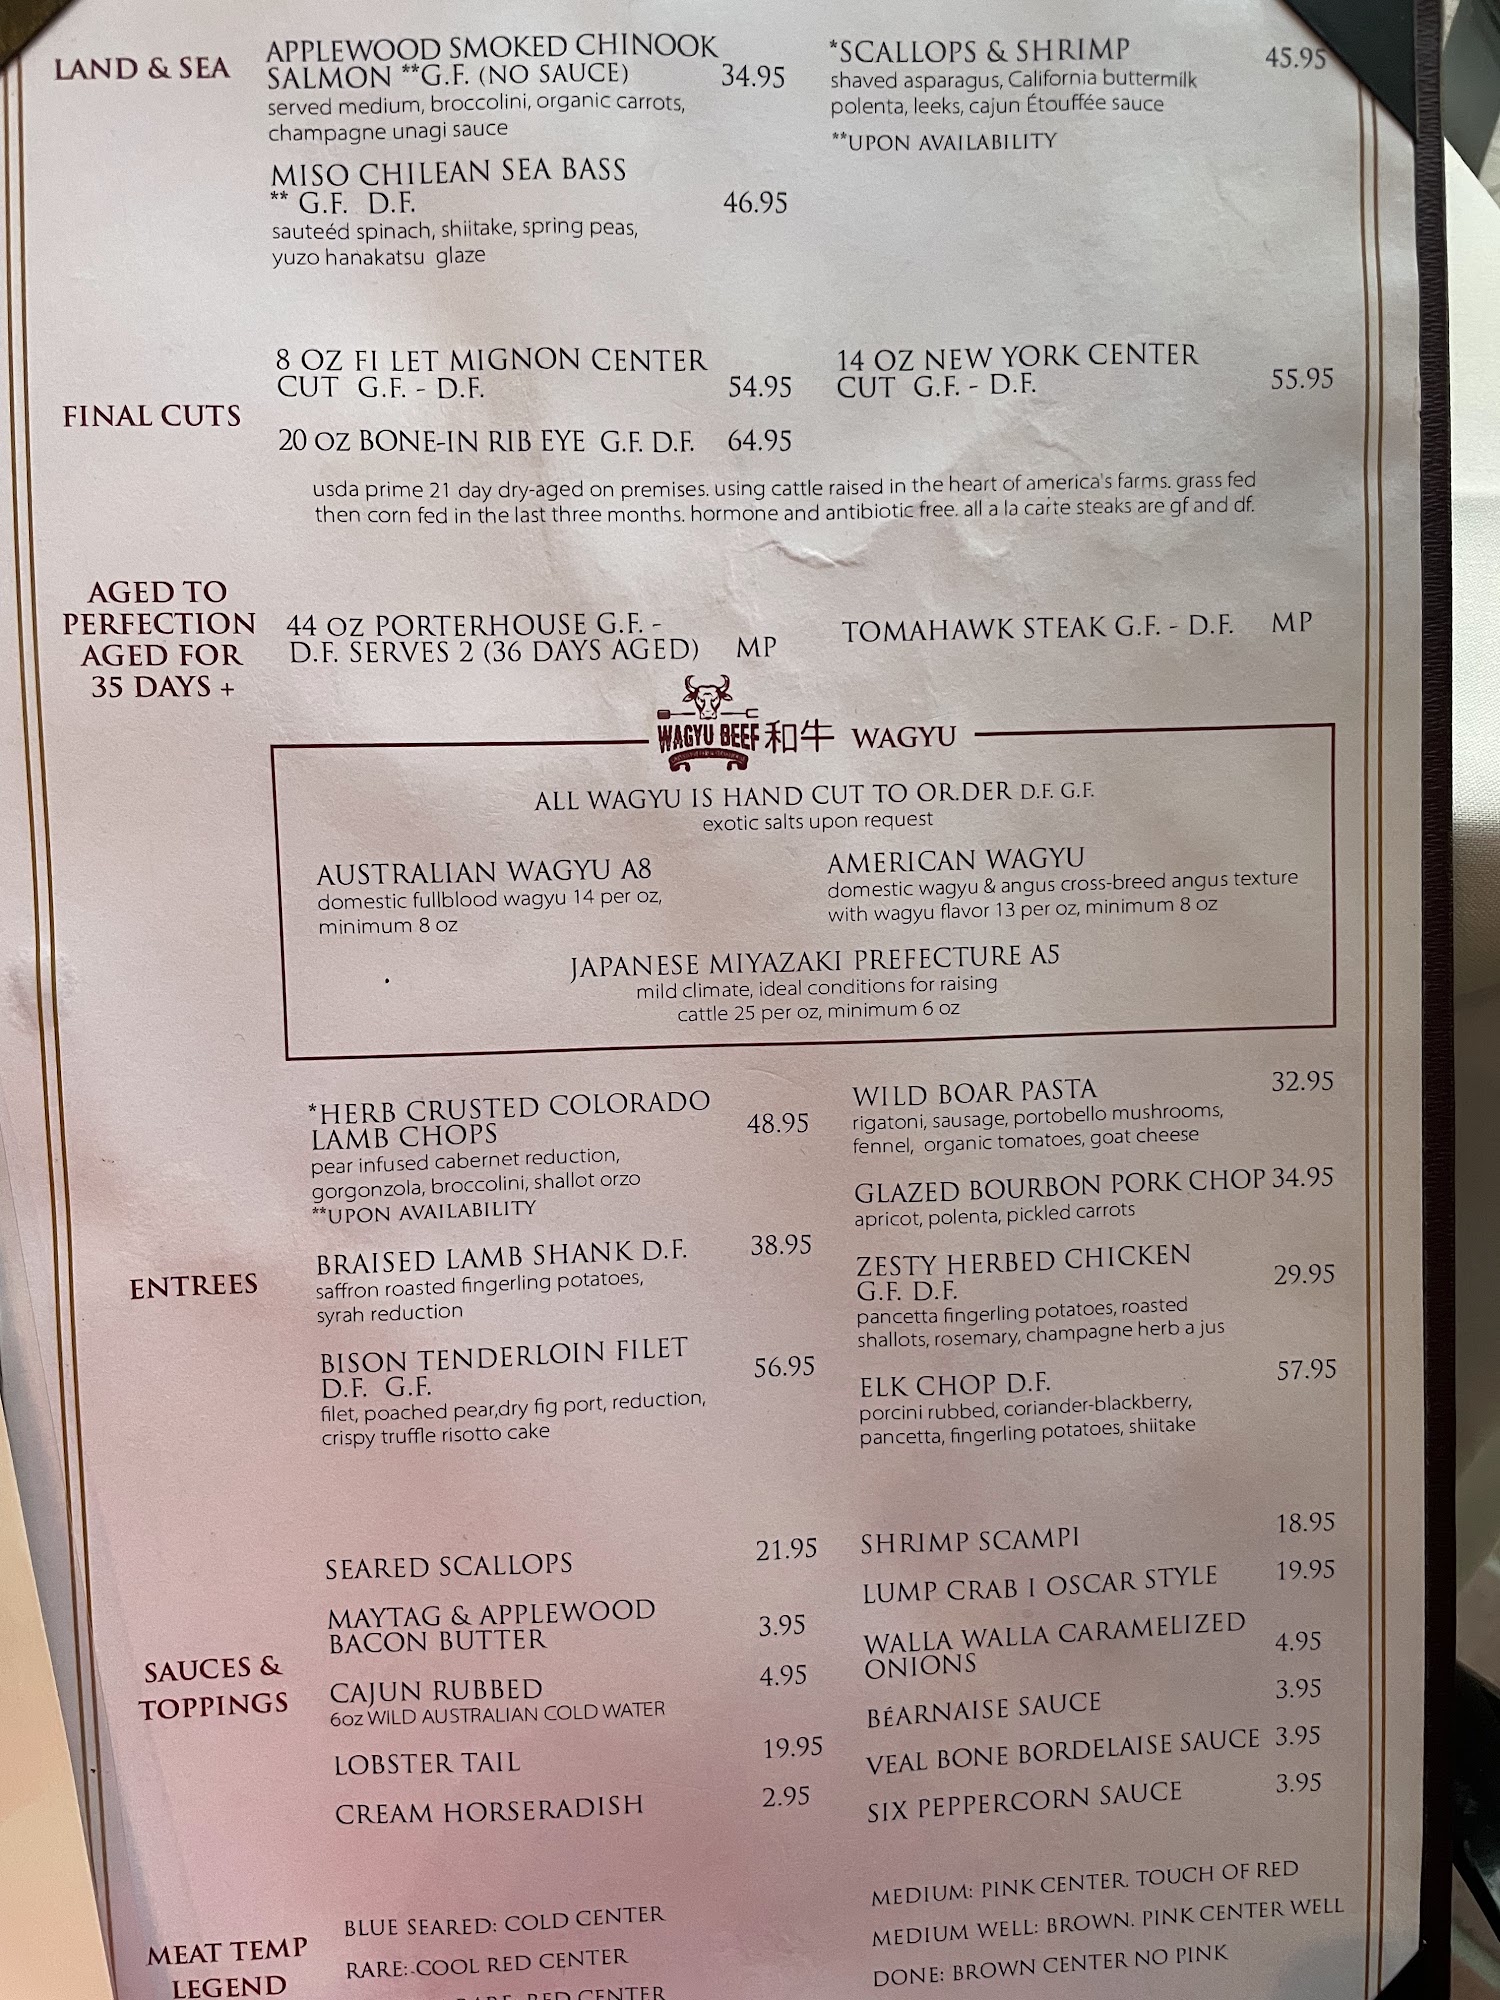 LAND & SEA
APPLEWOOD SMOKED CHINOOK
SALMON **G.F. (NO SAUCE) 34.95
served medium, broccolini, organic carrots,
champagne unagi sauce
MISO CHILEAN SEA BASS
** G.F. D.F. 46.95
sauteéd spinach, shiitake, spring peas,
yuzo hanakatsu glaze
*SCALLOPS & SHRIMP 45.95
shaved asparagus, California buttermilk
polenta, leeks, cajun Étouffée sauce
**UPON AVAILABILITY
FINAL CUTS
8 OZ FI LET MIGNON CENTER
CUT G.F. - D.F. 54.95
20 OZ BONE-IN RIB EYE G.F. D.F. 64.95
14 OZ NEW YORK CENTER
CUT G.F. - D.F. 55.95
usda prime 21 day dry-aged on premises. using cattle raised in the heart of america's farms. grass fed
then corn fed in the last three months. hormone and antibiotic free. all a la carte steaks are gf and df.
AGED TO
PERFECTION
AGED FOR
35 DAYS +
44 OZ PORTERHOUSE G.F. -
D.F. SERVES 2 (36 DAYS AGED) MP
TOMAHAWK STEAK G.F. - D.F. MP
WAGYU BEEF 和牛 WAGYU
ALL WAGYU IS HAND CUT TO OR.DER D.F. G.F.
exotic salts upon request
AUSTRALIAN WAGYU A8
domestic fullblood wagyu 14 per oz,
minimum 8 oz
AMERICAN WAGYU
domestic wagyu & angus cross-breed angus texture
with wagyu flavor 13 per oz, minimum 8 oz
JAPANESE MIYAZAKI PREFECTURE A5
mild climate, ideal conditions for raising
cattle 25 per oz, minimum 6 oz
ENTREES
*HERB CRUSTED COLORADO
LAMB CHOPS 48.95
pear infused cabernet reduction,
gorgonzola, broccolini, shallot orzo
**UPON AVAILABILITY
BRAISED LAMB SHANK D.F. 38.95
saffron roasted fingerling potatoes,
syrah reduction
BISON TENDERLOIN FILET
D.F. G.F. 56.95
filet, poached pear,dry fig port, reduction,
crispy truffle risotto cake
WILD BOAR PASTA 32.95
rigatoni, sausage, portobello mushrooms,
fennel, organic tomatoes, goat cheese
GLAZED BOURBON PORK CHOP 34.95
apricot, polenta, pickled carrots
ZESTY HERBED CHICKEN
G.F. D.F. 29.95
pancetta fingerling potatoes, roasted
shallots, rosemary, champagne herb a jus
ELK CHOP D.F. 57.95
porcini rubbed, coriander-blackberry,
pancetta, fingerling potatoes, shiitake
SAUCES &
TOPPINGS
SEARED SCALLOPS 21.95
MAYTAG & APPLEWOOD
BACON BUTTER 3.95
CAJUN RUBBED 4.95
6oz WILD AUSTRALIAN COLD WATER
LOBSTER TAIL 19.95
CREAM HORSERADISH 2.95
SHRIMP SCAMPI 18.95
LUMP CRAB I OSCAR STYLE 19.95
WALLA WALLA CARAMELIZED
ONIONS 4.95
BÉARNAISE SAUCE 3.95
VEAL BONE BORDELAISE SAUCE 3.95
SIX PEPPERCORN SAUCE 3.95
MEAT TEMP
LEGEND
BLUE SEARED: COLD CENTER
RARE: COOL RED CENTER
RARE: RED CENTER
MEDIUM: PINK CENTER. TOUCH OF RED
MEDIUM WELL: BROWN. PINK CENTER WELL
DONE: BROWN CENTER NO PINK